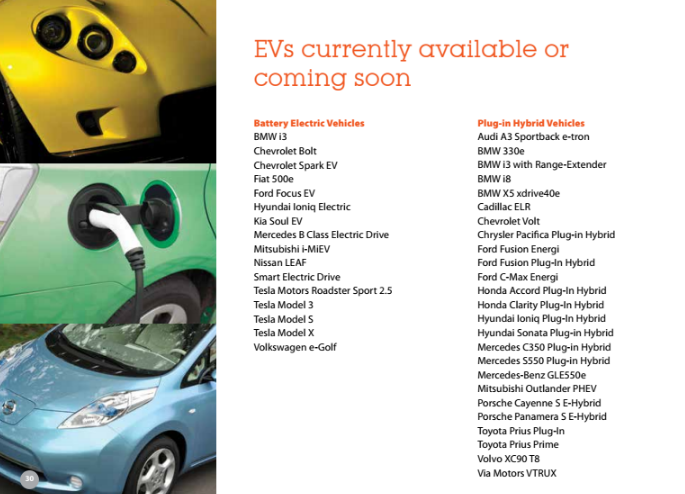 EVs currently available or
coming soon
Battery Electric Vehicles
BMW i3
Chevrolet Bolt
Chevrolet Spark EV
Fiat 500e
Ford Focus EV
Hyundai Ioniq Electric
Kia Soul EV
Mercedes B Class Electric Drive
Mitsubishi i-MiEV
Nissan LEAF
Smart Electric Drive
Tesla Motors Roadster Sport 2.5
Tesla Model 3
Tesla Model S
Tesla Model X
Volkswagen e-Golf
Plug-in Hybrid Vehicles
Audi A3 Sportback e-tron
BMW 330e
BMW i3 with Range-Extender
BMW i8
BMW X5 xdrive40e
Cadillac ELR
Chevrolet Volt
Chrysler Pacifica Plug-in Hybrid
Ford Fusion Energi
Ford Fusion Plug-In Hybrid
Ford C-Max Energi
Honda Accord Plug-in Hybrid
Honda Clarity Plug-in Hybrid
Hyundai Ioniq Plug-in Hybrid
Hyundai Sonata Plug-in Hybrid
Mercedes C350 Plug-in Hybrid
Mercedes S550 Plug-in Hybrid
Mercedes-Benz GLE550e
Mitsubishi Outlander PHEV
Porsche Cayenne S E-Hybrid
Porsche Panamera S E-Hybrid
Toyota Prius Plug-In
Toyota Prius Prime
Volvo XC90 T8
Via Motors VTRUX
30